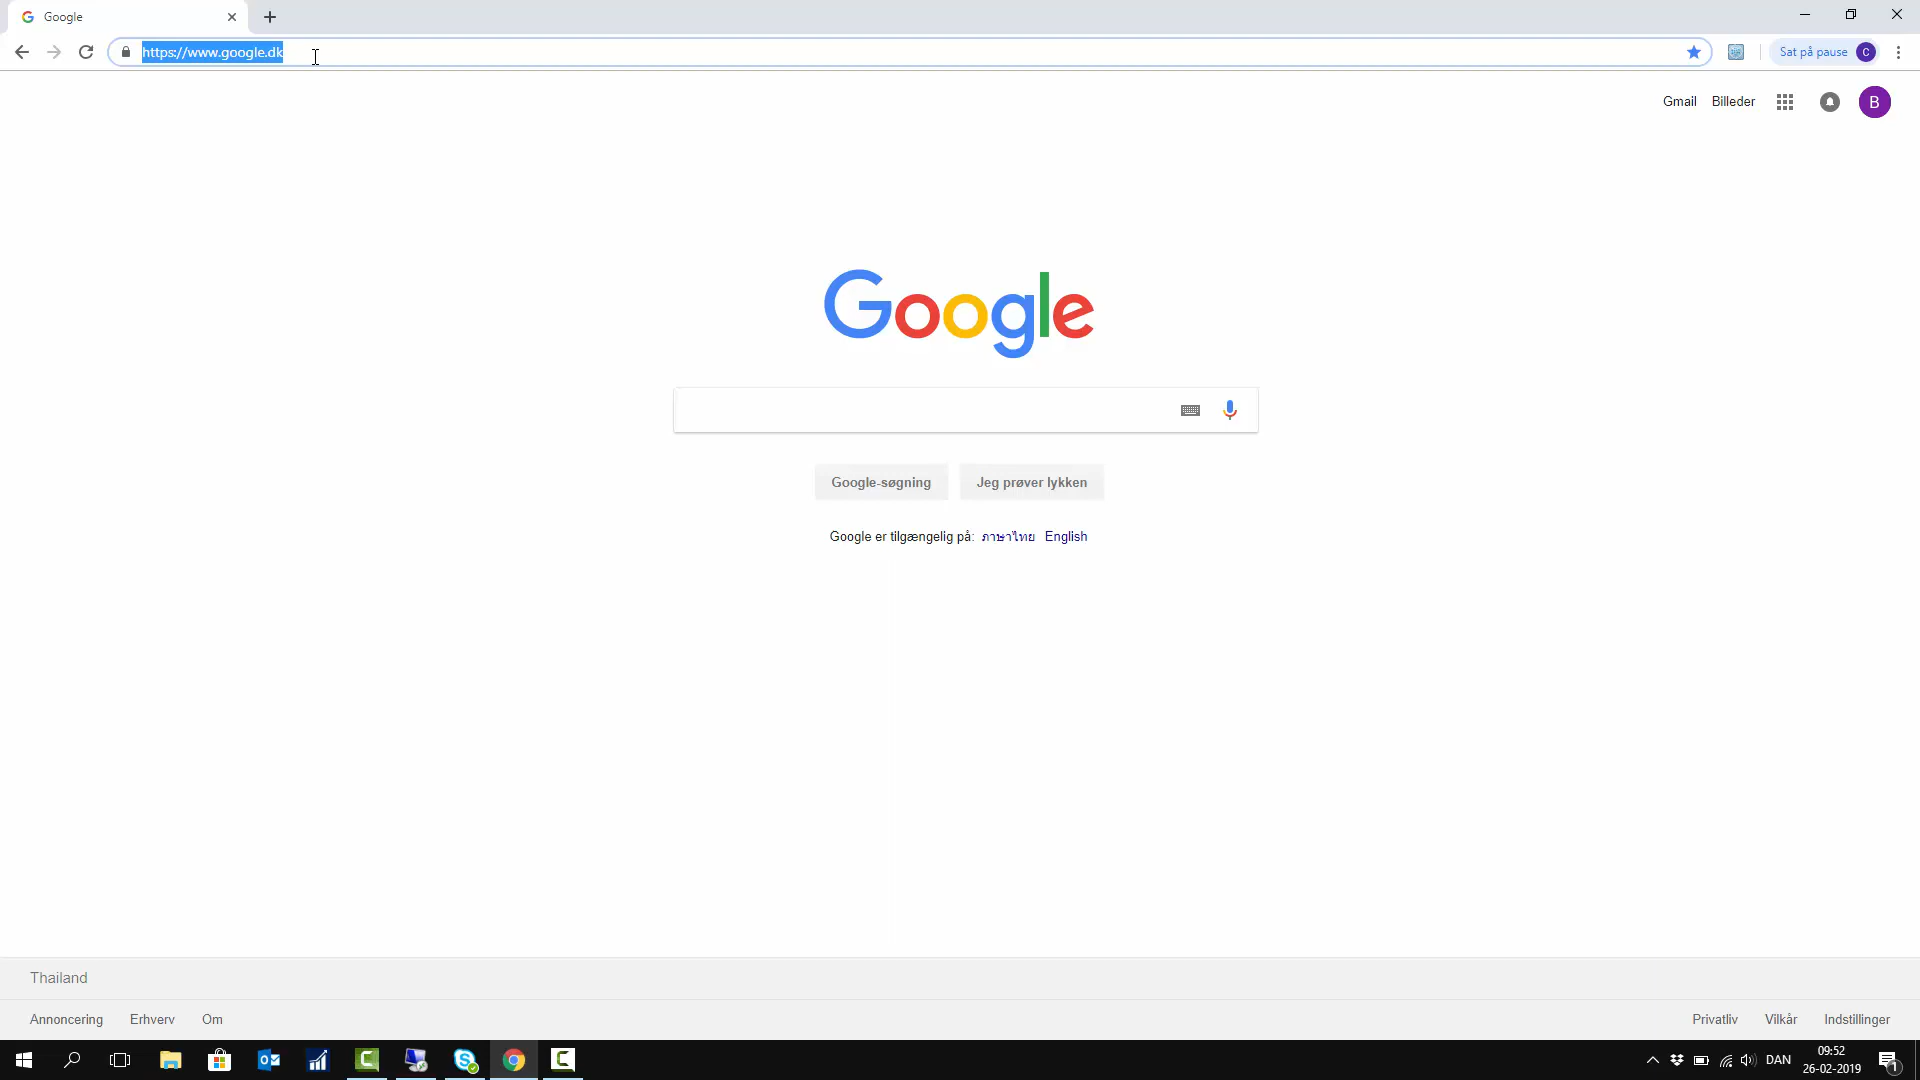 Google
https://www.google.dk
Sat på pause C
Gmail Billeder B
Google
Google-søgning Jeg prøver lykken
Google er tilgængelig på: ภาษาไทย English
Thailand
Annoncering Erhverv Om Privatliv Vilkår Indstillinger
DAN 09:52
26-02-2019 1